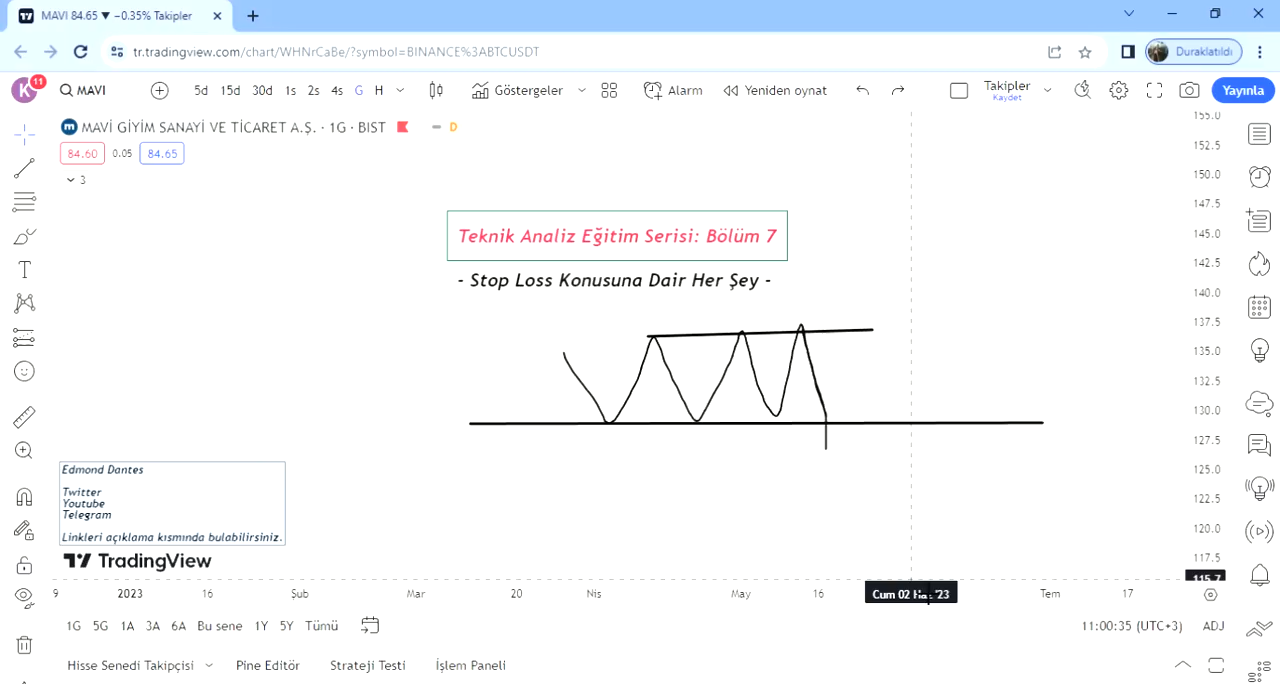 MAVI 84.65 ▼ −0.35% Takipler
tr.tradingview.com/chart/WHNrCaBe/?symbol=BINANCE%3ABTCUSDT
Duraklatıldı
K 11
MAVI
5d 15d 30d 1s 2s 4s G H
Göstergeler
Alarm
Yeniden oynat
Takipler
Kaydet
Yayınla
MAVİ GİYİM SANAYİ VE TİCARET A.Ş. · 1G · BIST
D
84.60 0.05 84.65
3
Teknik Analiz Eğitim Serisi: Bölüm 7
- Stop Loss Konusuna Dair Her Şey -
155.0
152.5
150.0
147.5
145.0
142.5
140.0
137.5
135.0
132.5
130.0
127.5
125.0
122.5
120.0
117.5
115.7
Edmond Dantes
Twitter
Youtube
Telegram
Linkleri açıklama kısmında bulabilirsiniz.
TradingView
9 2023 16 Şub Mar 20 Nis May 16 Cum 02 Haz '23 Tem 17
1G 5G 1A 3A 6A Bu sene 1Y 5Y Tümü
11:00:35 (UTC+3) ADJ
Hisse Senedi Takipçisi Pine Editör Strateji Testi İşlem Paneli